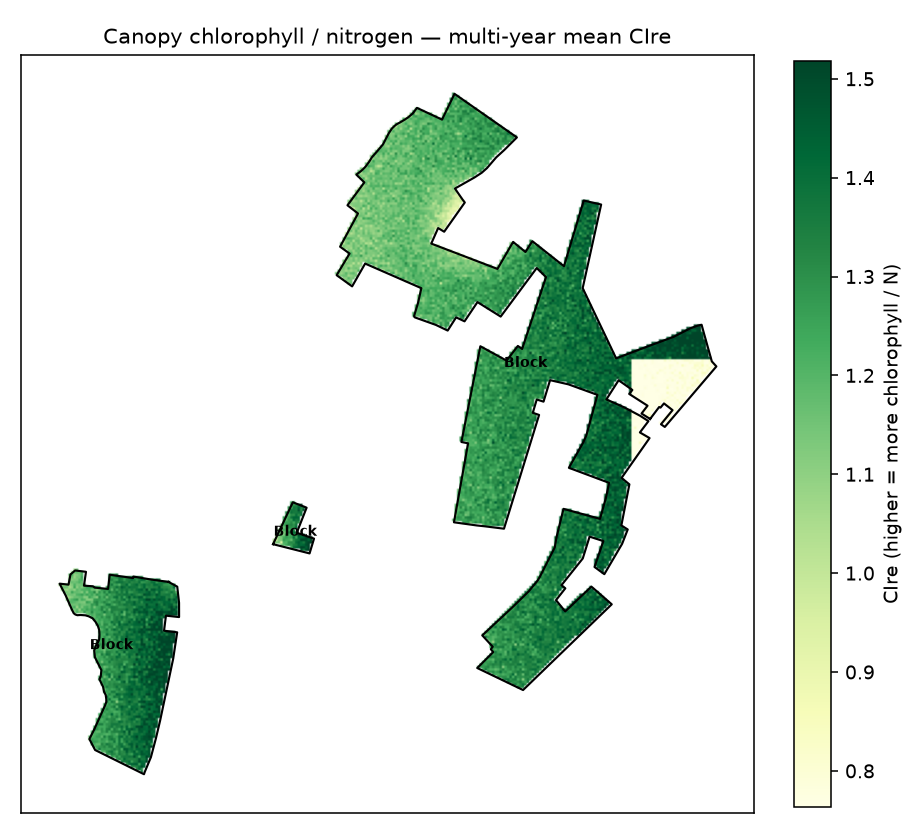 Canopy chlorophyll / nitrogen — multi-year mean CIre
1.5
1.4
1.3
1.2
1.1
1.0
0.9
0.8
CIre (higher = more chlorophyll / N)
Block
Block
Block